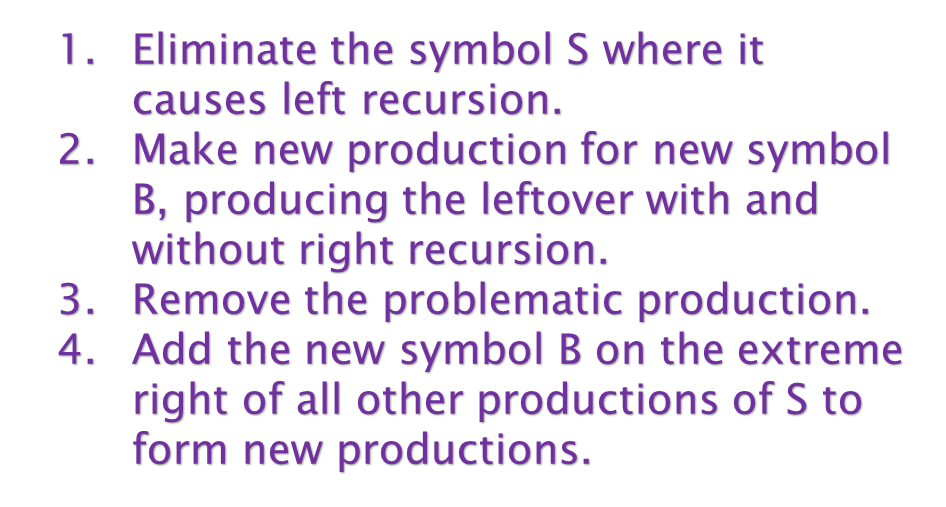 1. Eliminate the symbol S where it
causes left recursion.
2. Make new production for new symbol
B, producing the leftover with and
without right recursion.
3. Remove the problematic production.
4. Add the new symbol B on the extreme
right of all other productions of S to
form new productions.